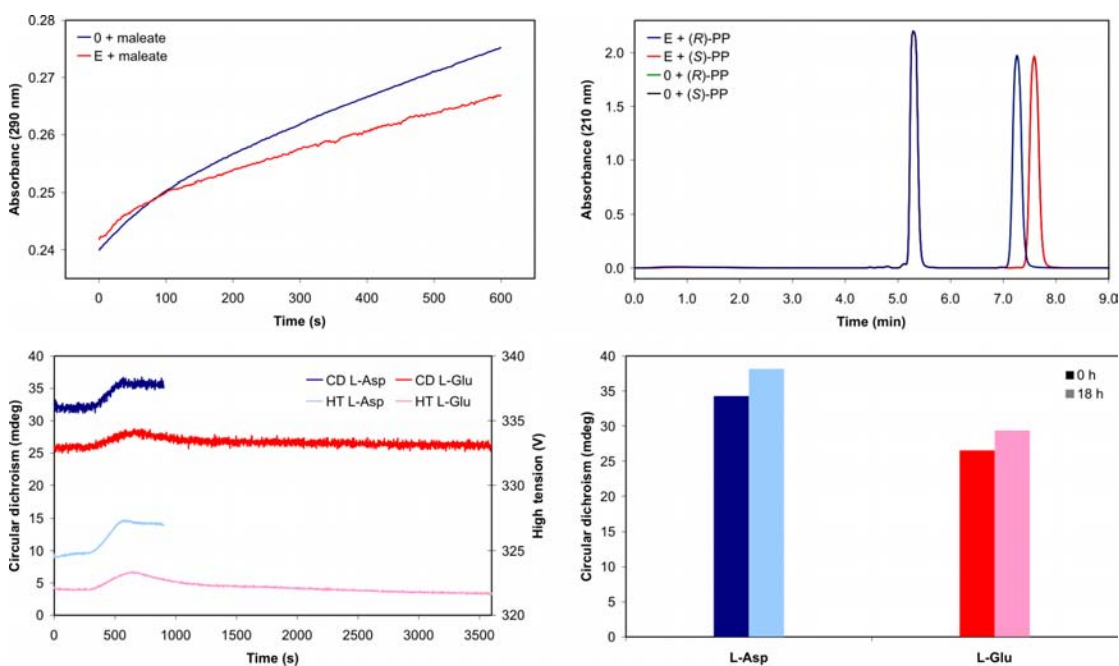 0.28
0.27
0.26
0.25
0.24
Absorbanc (290 nm)
0 + maleate
E + maleate
0 100 200 300 400 500 600
Time (s)
2.0
1.5
1.0
0.5
0.0
Absorbance (210 nm)
E + (R)-PP
E + (S)-PP
0 + (R)-PP
0 + (S)-PP
0.0 1.0 2.0 3.0 4.0 5.0 6.0 7.0 8.0 9.0
Time (min)
40
35
30
25
20
15
10
5
0
Circular dichroism (mdeg)
CD L-Asp CD L-Glu
HT L-Asp HT L-Glu
340
335
330
325
320
High tension (V)
0 500 1000 1500 2000 2500 3000 3500
Time (s)
40
35
30
25
20
15
10
5
0
Circular dichroism (mdeg)
0 h
18 h
L-Asp L-Glu